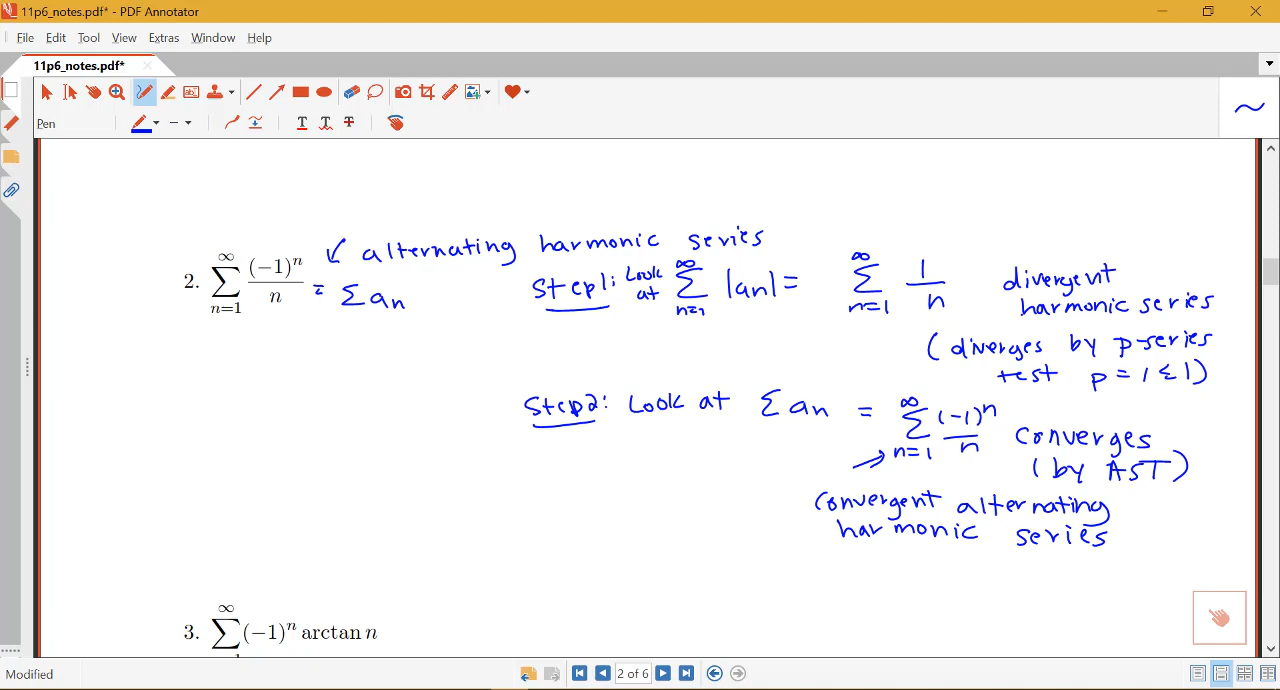 11p6_notes.pdf* - PDF Annotator
File Edit Tool View Extras Window Help
11p6_notes.pdf*
Pen
2. ∑_{n=1}^{∞} (-1)^n / n = ∑ an
↙ alternating harmonic series
Step1: Look at ∑_{n=1}^{∞} |an| = ∑_{n=1}^{∞} 1/n
divergent
harmonic series
(diverges by p-series
test p = 1 ≤ 1)
Step2: Look at ∑ an = ∑_{n=1}^{∞} (-1)^n / n
Converges
(by AST)
Convergent alternating
harmonic series
3. ∑ (-1)^n arctan n
∞
Modified
2 of 6